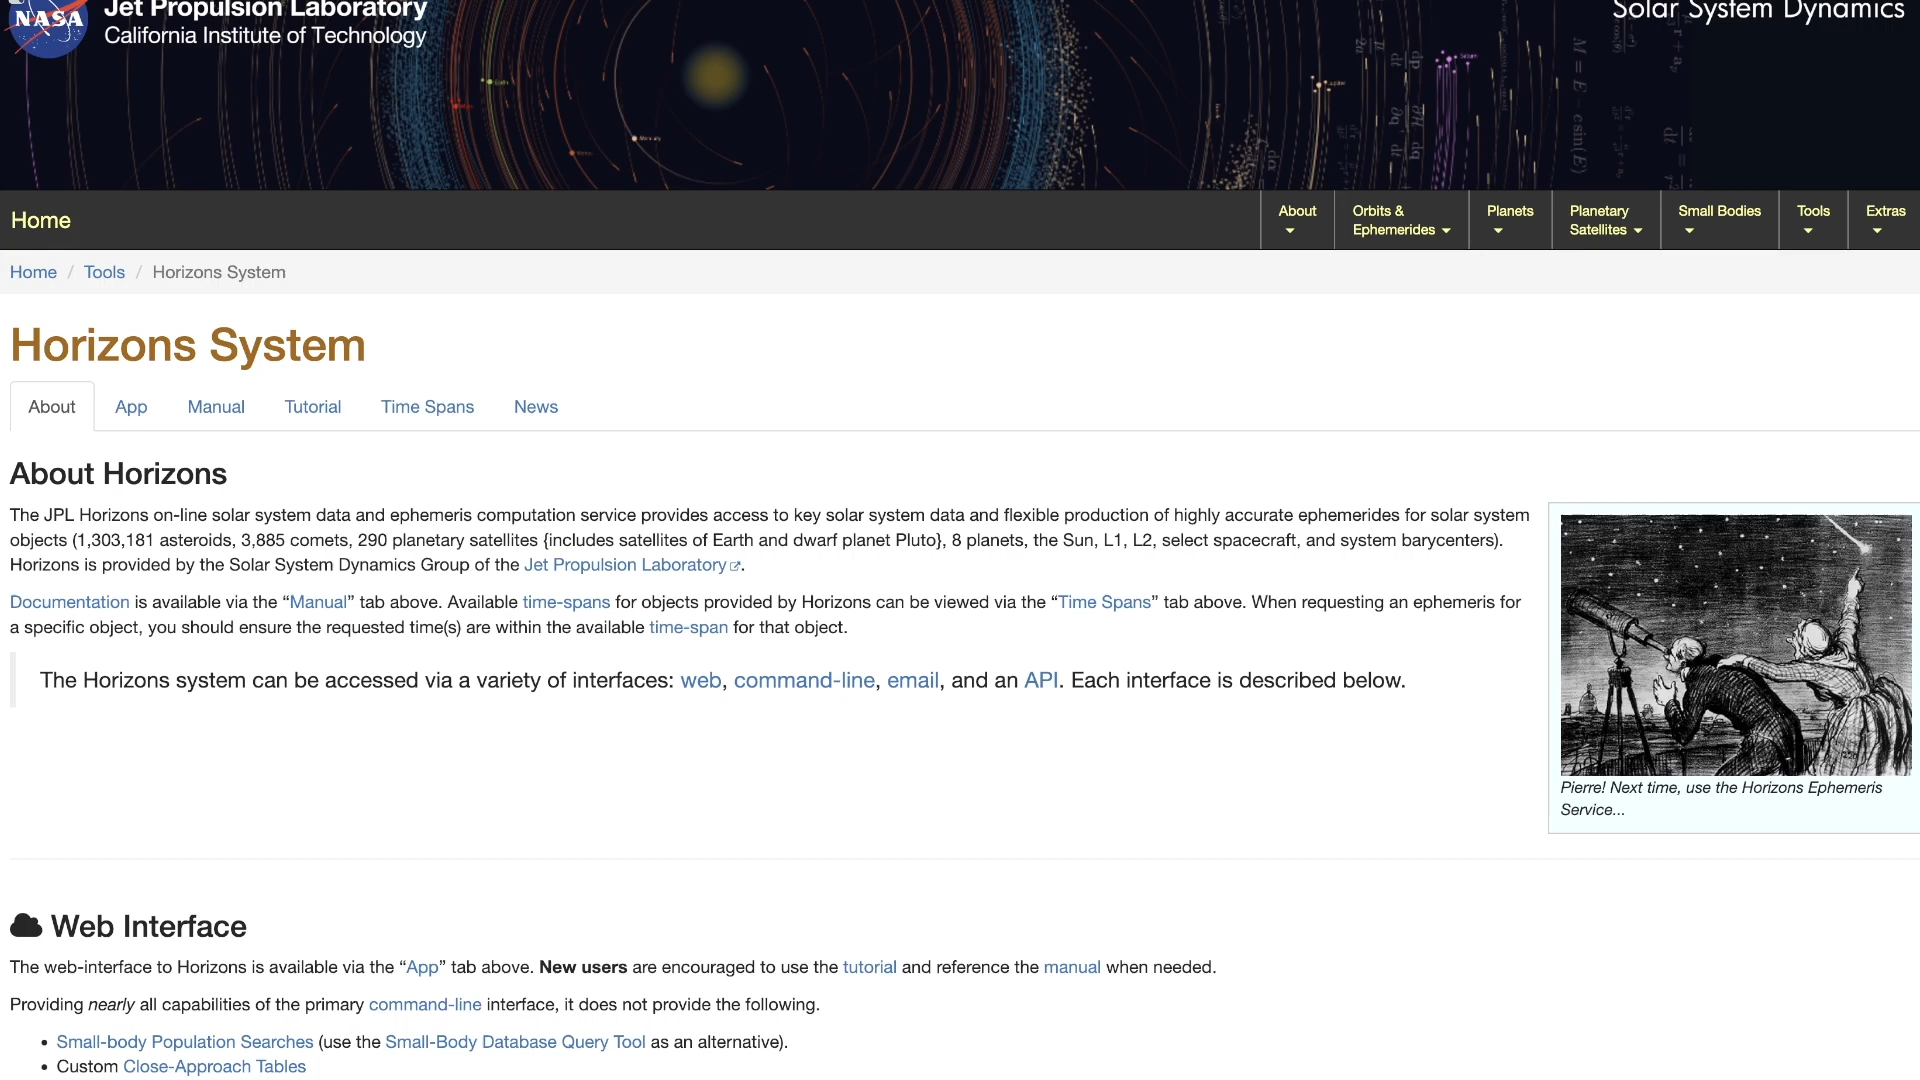 NASA
Jet Propulsion Laboratory
California Institute of Technology
Solar System Dynamics
Home
About
Orbits &
Ephemerides
Planets
Planetary
Satellites
Small Bodies
Tools
Extras
Home / Tools / Horizons System
Horizons System
About
App
Manual
Tutorial
Time Spans
News
About Horizons
The JPL Horizons on-line solar system data and ephemeris computation service provides access to key solar system data and flexible production of highly accurate ephemerides for solar system
objects (1,303,181 asteroids, 3,885 comets, 290 planetary satellites {includes satellites of Earth and dwarf planet Pluto}, 8 planets, the Sun, L1, L2, select spacecraft, and system barycenters).
Horizons is provided by the Solar System Dynamics Group of the Jet Propulsion Laboratory.
Documentation is available via the “Manual” tab above. Available time-spans for objects provided by Horizons can be viewed via the “Time Spans” tab above. When requesting an ephemeris for
a specific object, you should ensure the requested time(s) are within the available time-span for that object.
The Horizons system can be accessed via a variety of interfaces: web, command-line, email, and an API. Each interface is described below.
Pierre! Next time, use the Horizons Ephemeris
Service...
Web Interface
The web-interface to Horizons is available via the “App” tab above. New users are encouraged to use the tutorial and reference the manual when needed.
Providing nearly all capabilities of the primary command-line interface, it does not provide the following.
• Small-body Population Searches (use the Small-Body Database Query Tool as an alternative).
• Custom Close-Approach Tables